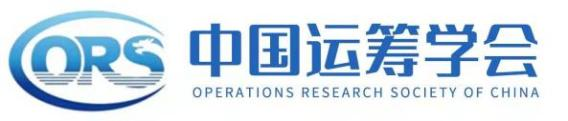 ORS
中国运筹学会
OPERATIONS RESEARCH SOCIETY OF CHINA